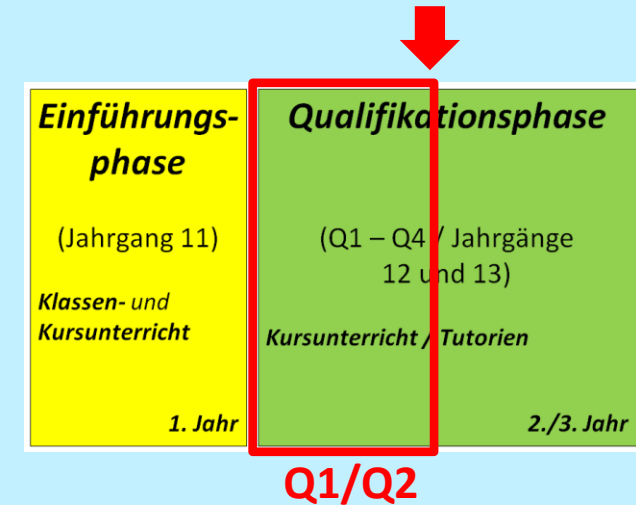 Einführungs-
phase
(Jahrgang 11)
Klassen- und
Kursunterricht
1. Jahr
Qualifikationsphase
(Q1 – Q4 / Jahrgänge
12 und 13)
Kursunterricht / Tutorien
2./3. Jahr
Q1/Q2